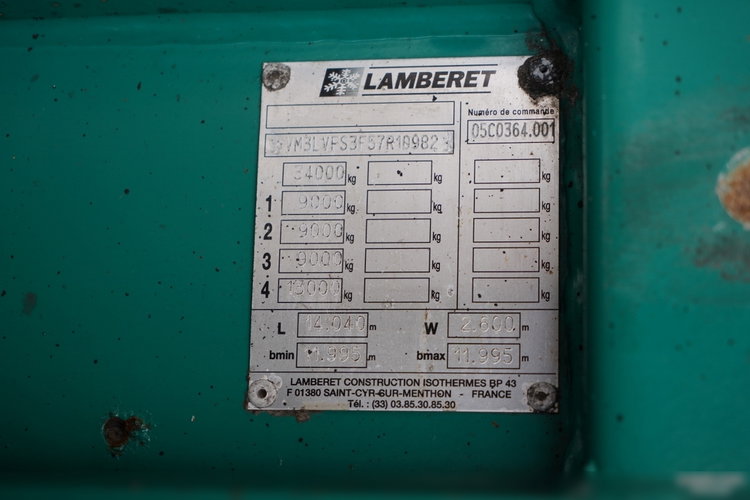 LAMBERET
Numéro de commande
05C0364.001
34000 kg kg kg
1 9000 kg kg kg
2 9000 kg kg kg
3 9000 kg kg kg
4 13000 kg kg kg
L 14.040 m W 2.600 m
bmin 11.995 m bmax 11.995 m
LAMBERET CONSTRUCTION ISOTHERMES BP 43
F 01380 SAINT-CYR-SUR-MENTHON - FRANCE
Tél. : (33) 03.85.30.85.30